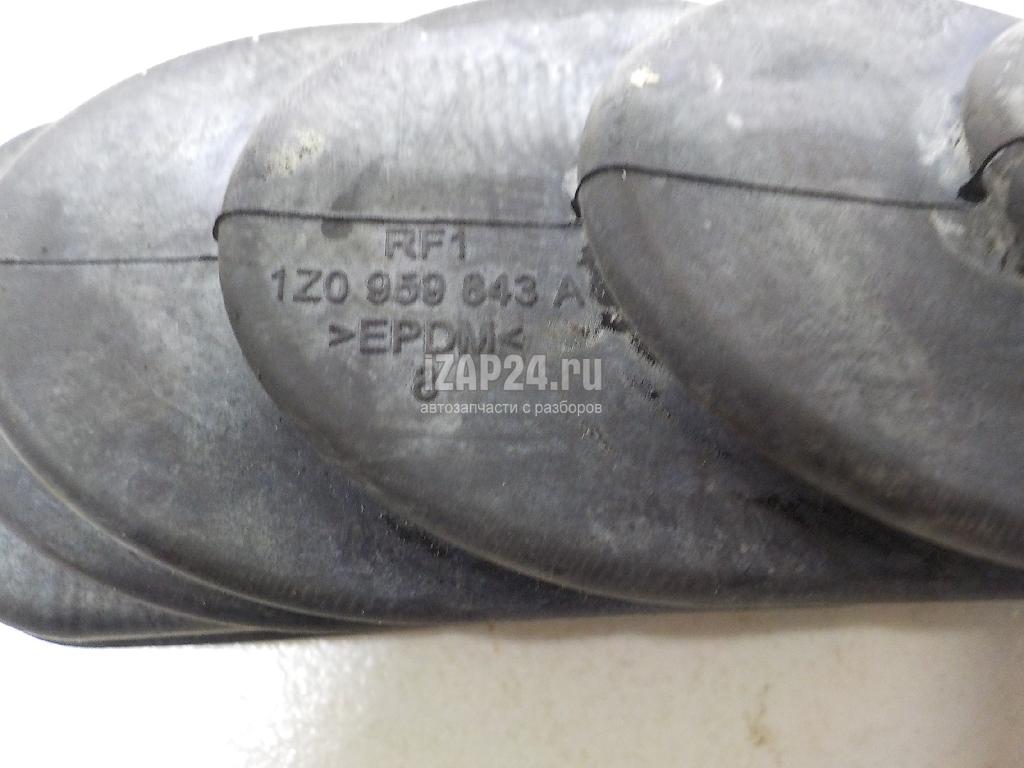 RF1
1Z0 959 843 A
>EPDM<
iZAP24.ru
автозапчасти с разборов